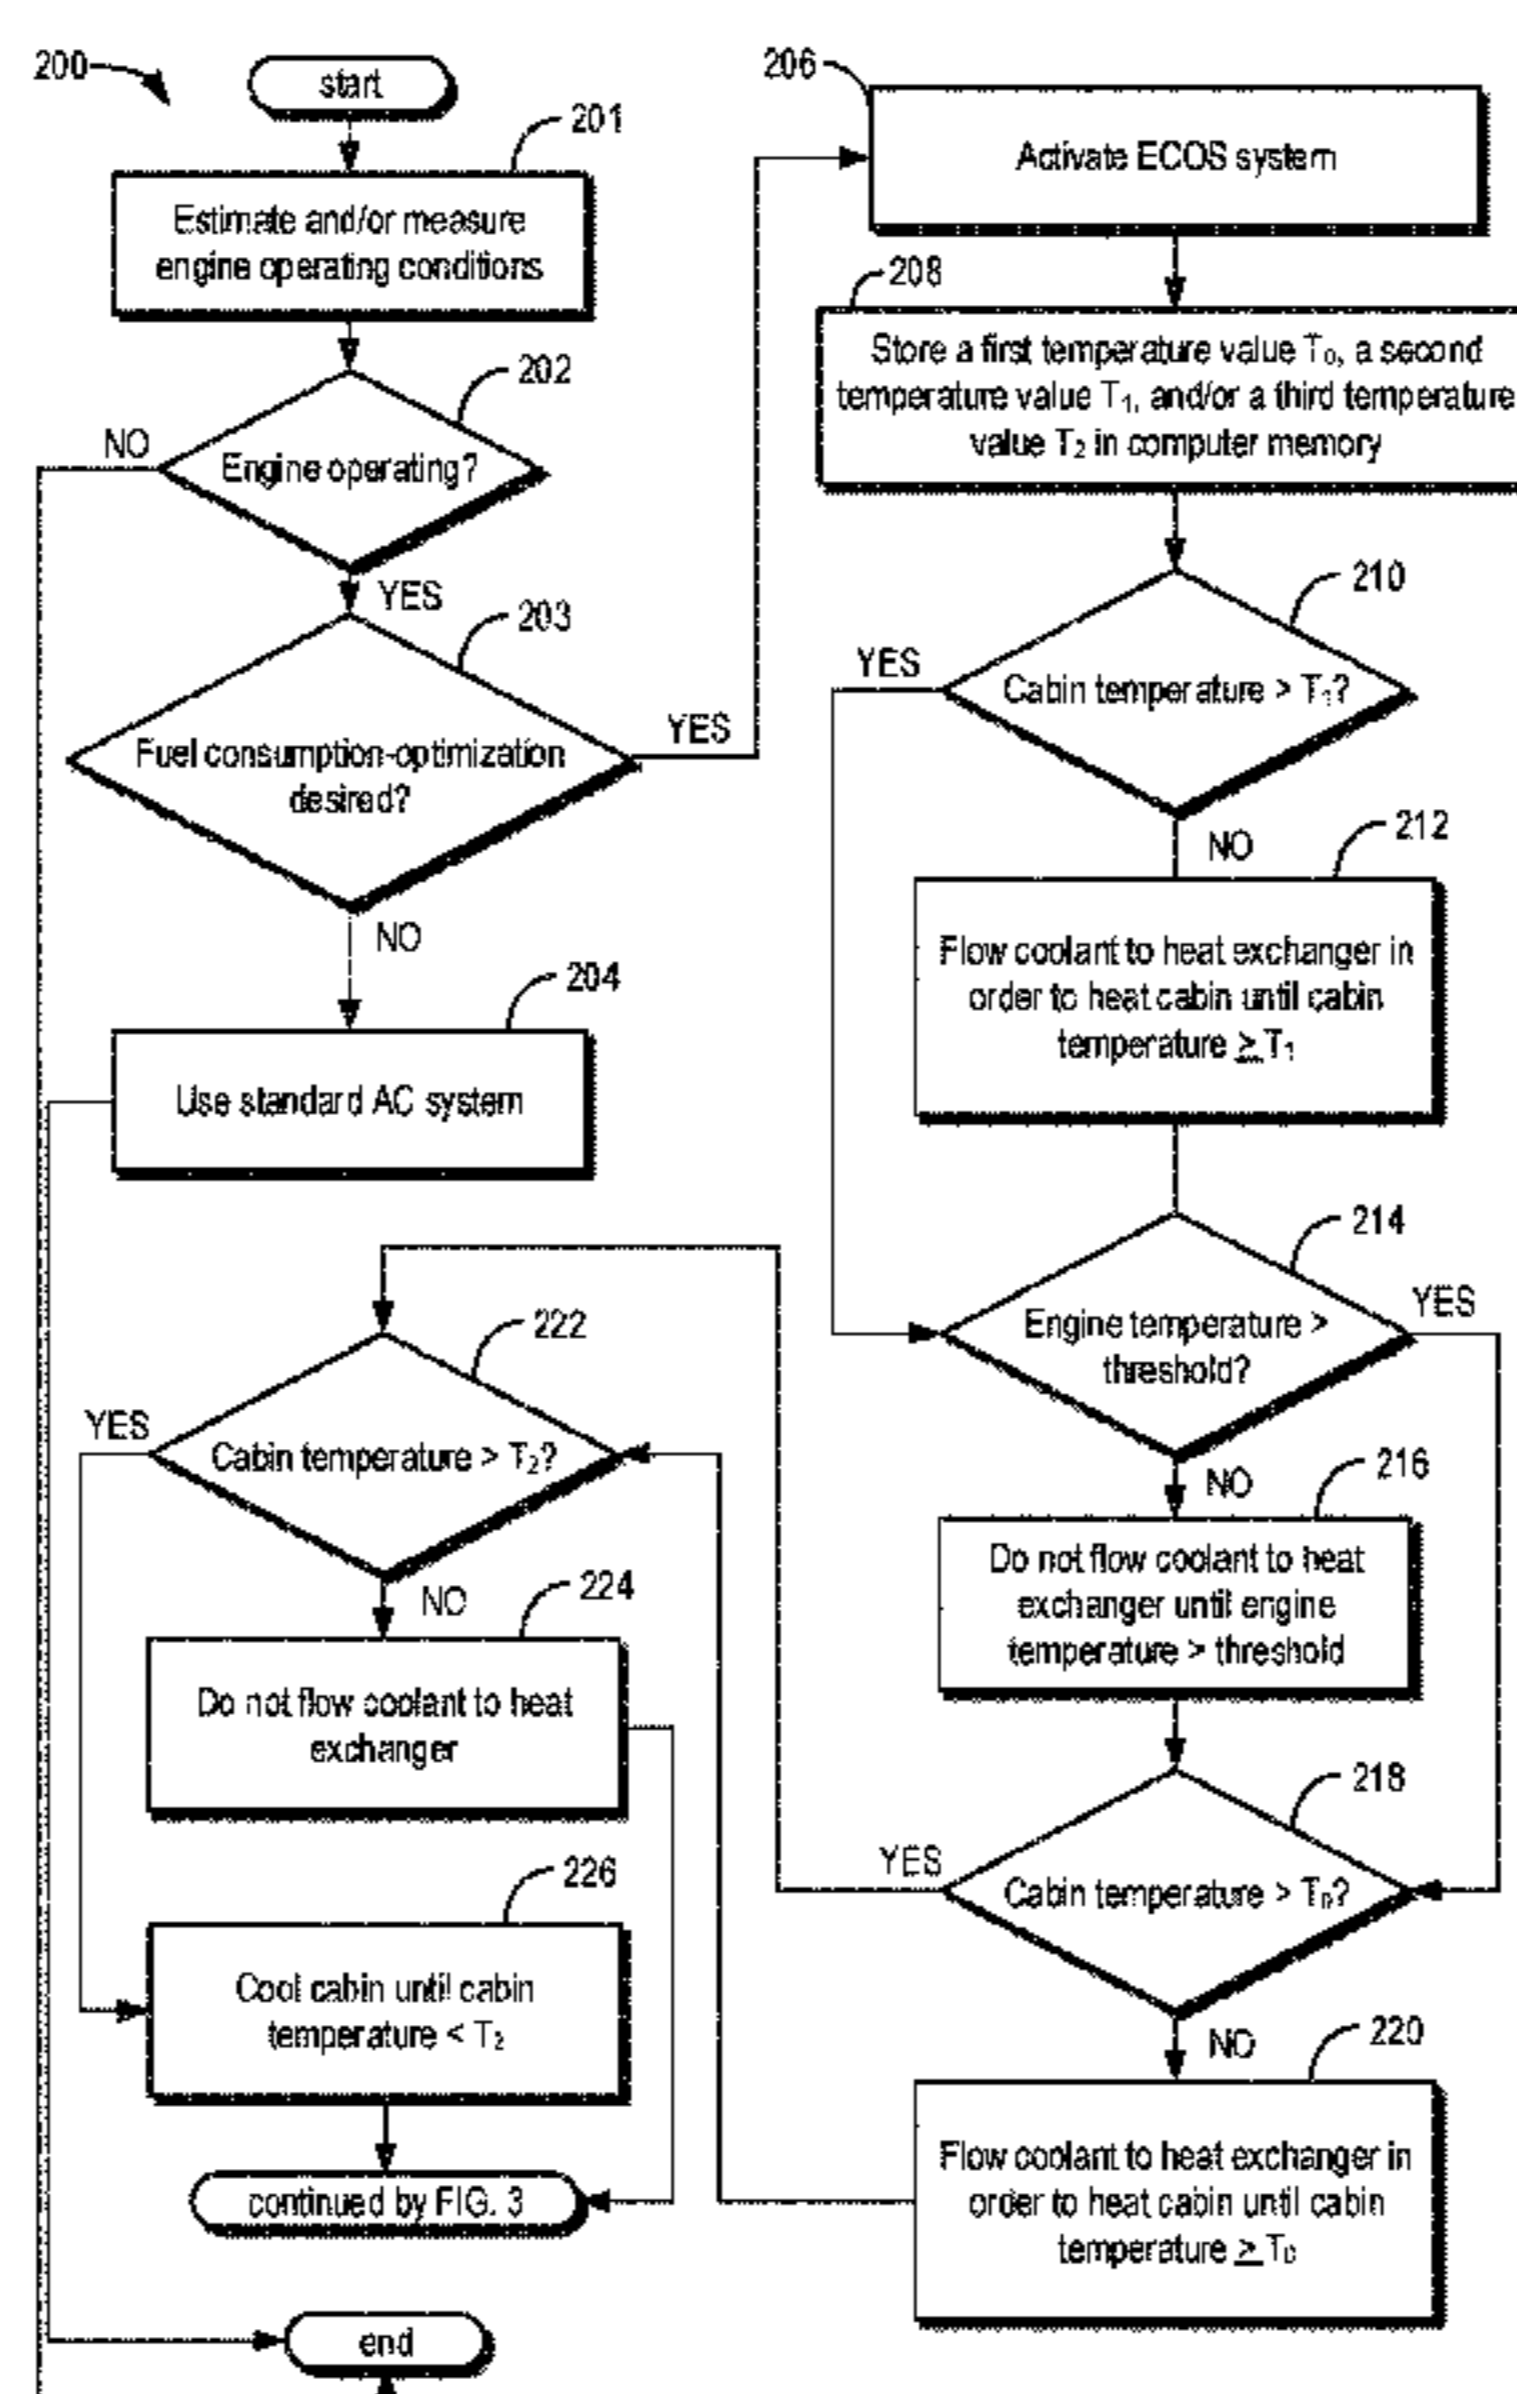 200
start
201
Estimate and/or measure
engine operating conditions
202
NO
Engine operating?
YES
203
Fuel consumption-optimization
desired?
YES
NO
204
Use standard AC system
206
Activate ECOS system
208
Store a first temperature value T₀, a second
temperature value T₁, and/or a third temperature
value T₂ in computer memory
210
YES
Cabin temperature > T₁?
NO
212
Flow coolant to heat exchanger in
order to heat cabin until cabin
temperature ≥ T₁
214
YES
Engine temperature >
threshold?
NO
216
Do not flow coolant to heat
exchanger until engine
temperature > threshold
218
YES
Cabin temperature > T₀?
NO
220
Flow coolant to heat exchanger in
order to heat cabin until cabin
temperature ≥ T₀
222
YES
Cabin temperature > T₂?
NO
224
Do not flow coolant to heat
exchanger
226
Cool cabin until cabin
temperature < T₂
continued by FIG. 3
end